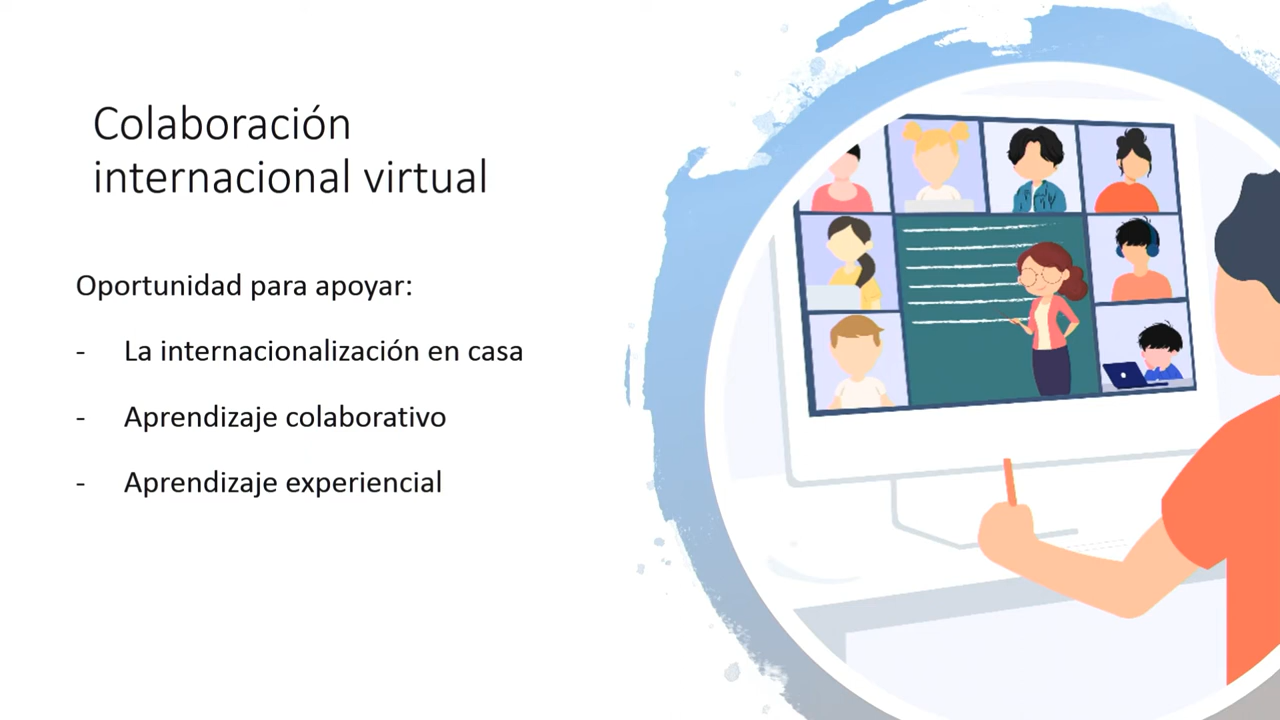 Colaboración
internacional virtual
Oportunidad para apoyar:
- La internacionalización en casa
- Aprendizaje colaborativo
- Aprendizaje experiencial